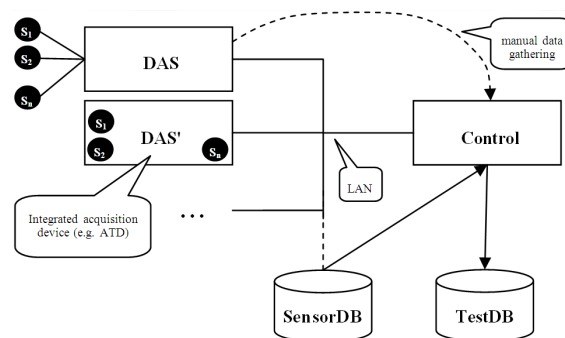 S1
S2
Sn
DAS
manual data
gathering
S1
S2
DAS'
Sn
Control
LAN
Integrated acquisition
device (e.g. ATD)
...
SensorDB
TestDB